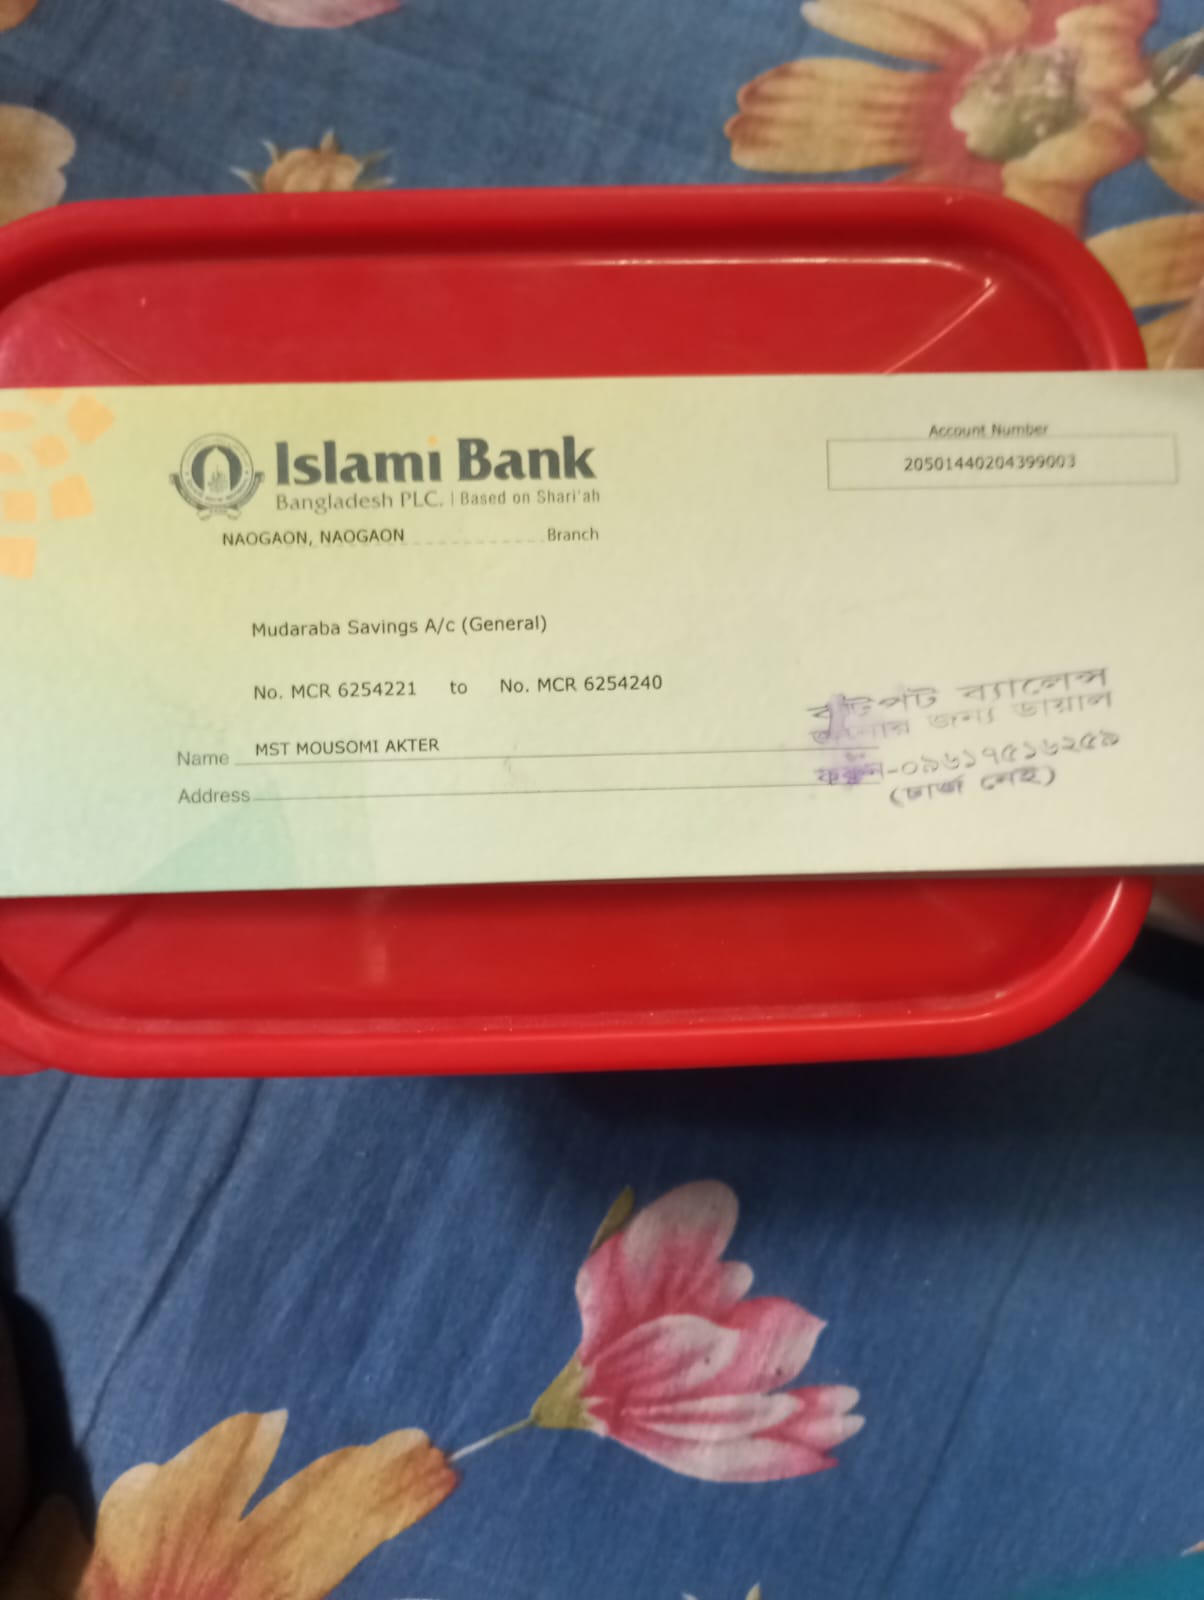 Islami Bank
Bangladesh PLC. | Based on Shari'ah
NAOGAON, NAOGAON Branch
Account Number
20501440204399003
Mudaraba Savings A/c (General)
No. MCR 6254221 to No. MCR 6254240
Name MST MOUSOMI AKTER
Address
ঝটপট ব্যালেন্স
জানার জন্য ডায়াল
করুন-০৯৬১৭৫১৬২৫৯
(চার্জ নেই)